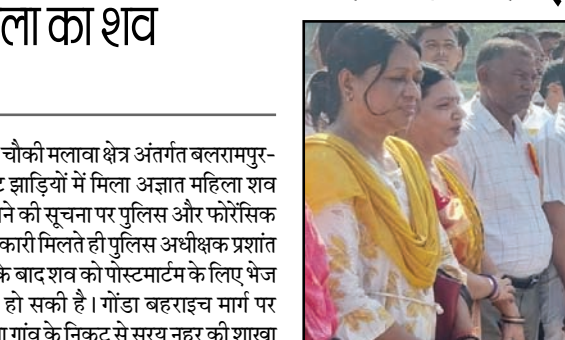 का शव
चौकी मलावा क्षेत्र अंतर्गत बलरामपुर-
झाड़ियों में मिला अज्ञात महिला शव
की सूचना पर पुलिस और फोरेंसिक
मिलते ही पुलिस अधीक्षक प्रशांत
के बाद शव को पोस्टमार्टम के लिए भेज
हो सकी है। गोंडा बहराइच मार्ग पर
गांव के निकट से सरयू नहर की शाखा